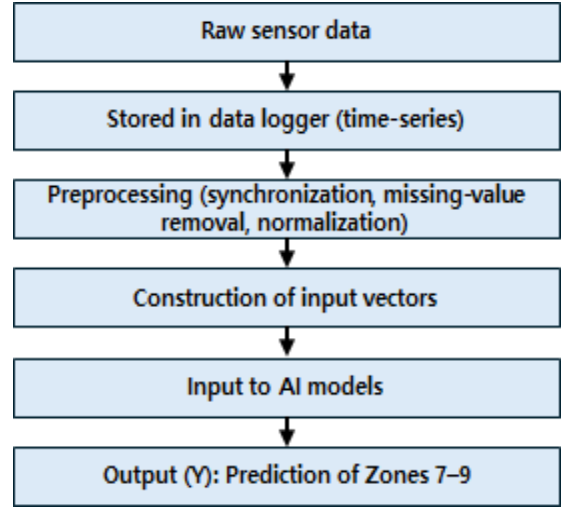 Raw sensor data
Stored in data logger (time-series)
Preprocessing (synchronization, missing-value
removal, normalization)
Construction of input vectors
Input to AI models
Output (Y): Prediction of Zones 7–9